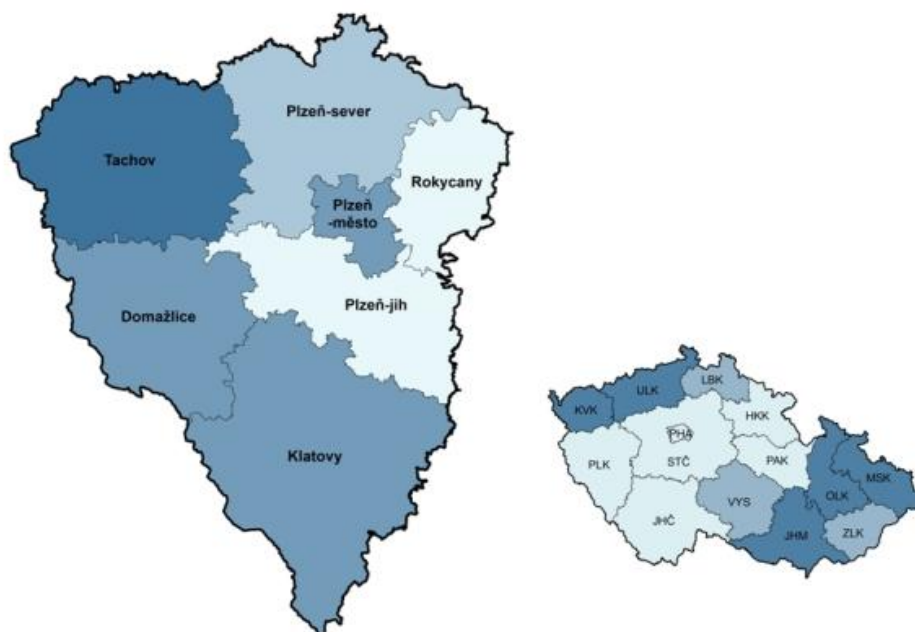 Plzeň-sever
Tachov
Rokycany
Plzeň
-město
Plzeň-jih
Domažlice
Klatovy
ULK
LBK
KVK
HKK
PHA
PLK
STČ
PAK
MSK
OLK
VYS
JHČ
JHM
ZLK